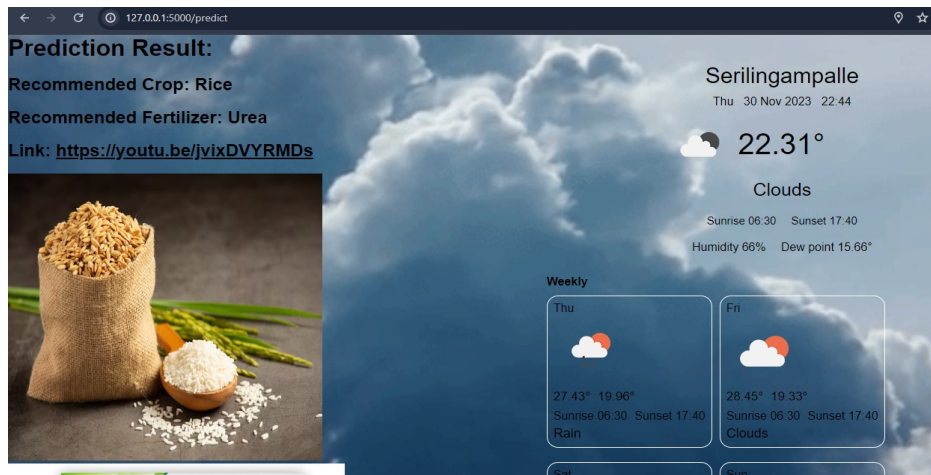 127.0.0.1:5000/predict
Prediction Result:
Recommended Crop: Rice
Recommended Fertilizer: Urea
Link: https://youtu.be/jvixDVYRMDs
Serilingampalle
Thu 30 Nov 2023 22:44
22.31°
Clouds
Sunrise 06:30 Sunset 17:40
Humidity 66% Dew point 15.66°
Weekly
Thu
27.43° 19.96°
Sunrise 06:30 Sunset 17:40
Rain
Fri
28.45° 19.33°
Sunrise 06:30 Sunset 17:40
Clouds
Sat
Sun